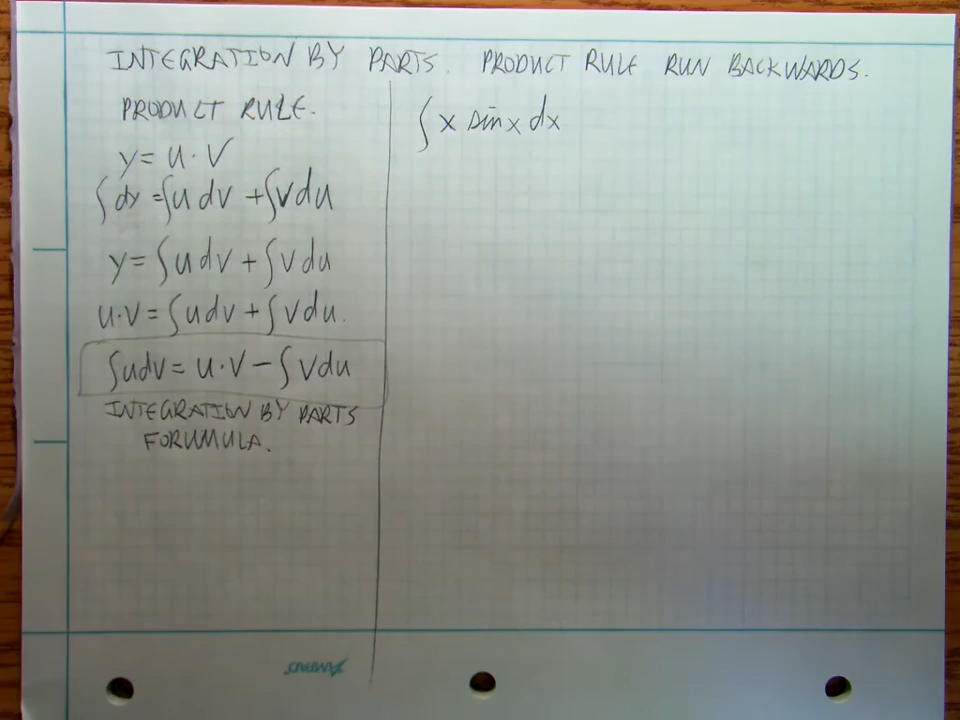 INTEGRATION BY PARTS. PRODUCT RULE RUN BACKWARDS.
PRODUCT RULE.
y = u · v
∫ dy = ∫ u dv + ∫ v du
y = ∫ u dv + ∫ v du
u·v = ∫ u dv + ∫ v du.
∫ u dv = u · v − ∫ v du
INTEGRATION BY PARTS
FORUMULA.
∫ x sin x dx